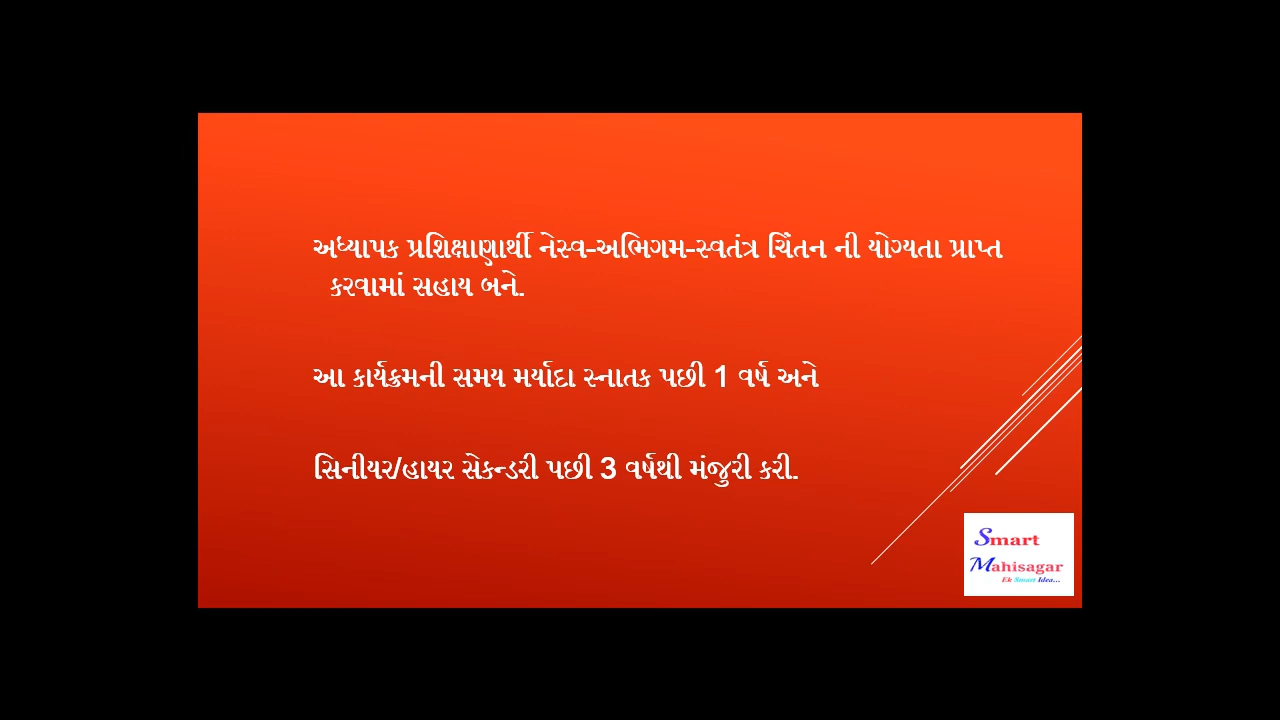 અધ્યાપક પ્રશિક્ષાણાર્થી નેસ્વ-અભિગમ-સ્વતંત્ર ચિંતન ની યોગ્યતા પ્રાપ્ત
કરવામાં સહાય બને.
આ કાર્યક્રમની સમય મર્યાદા સ્નાતક પછી 1 વર્ષ અને
સિનીયર/હાયર સેકન્ડરી પછી 3 વર્ષથી મંજુરી કરી.
Smart
Mahisagar
Ek Smart Idea...